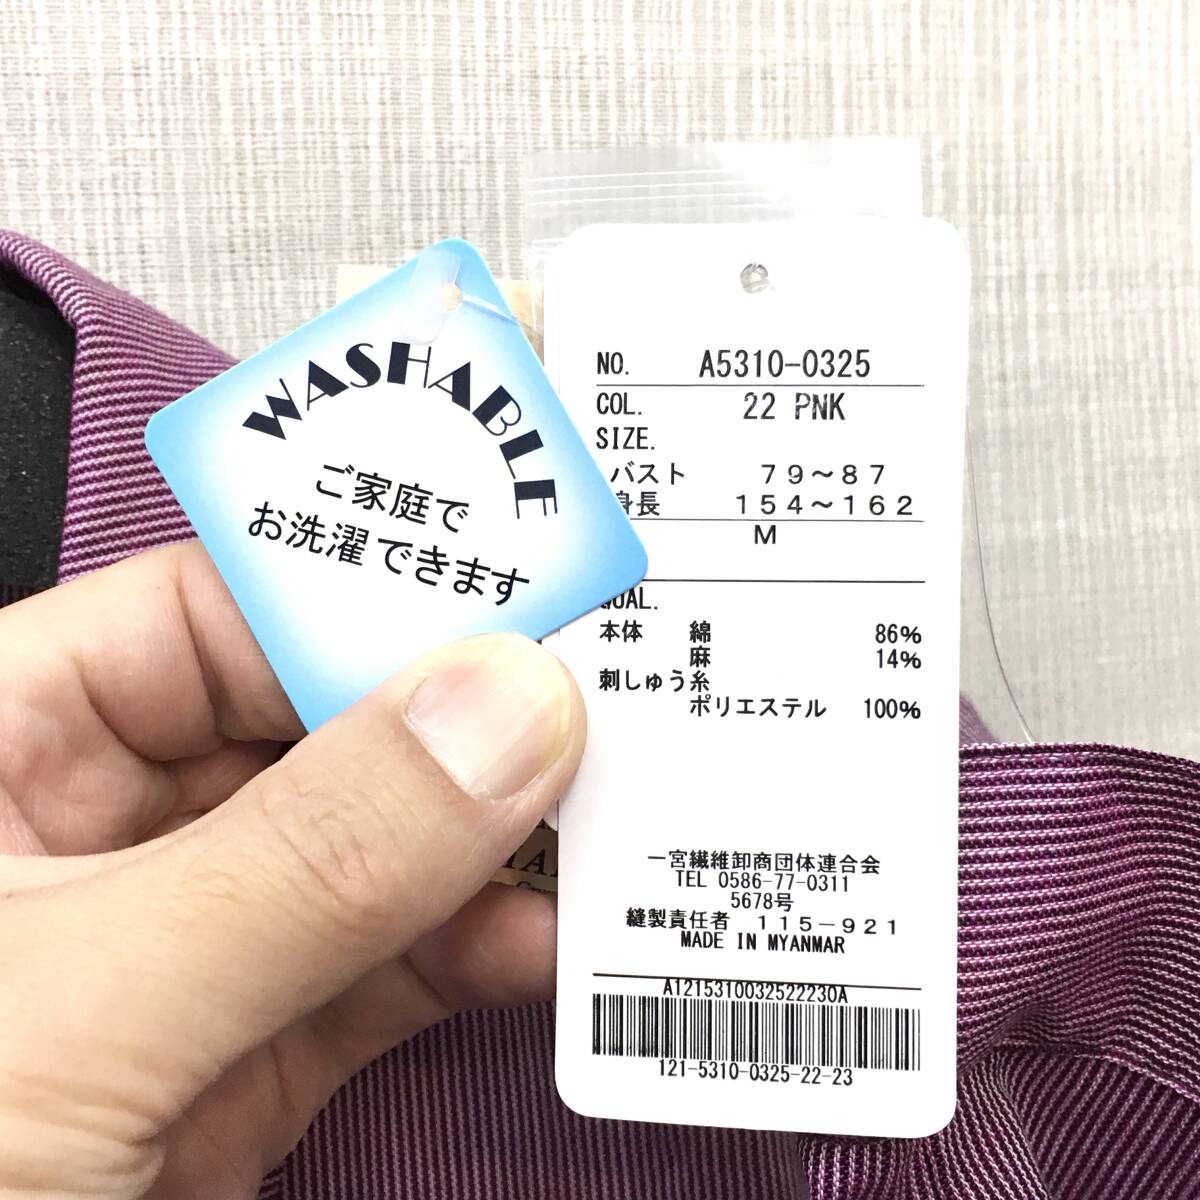 WASHABLE
ご家庭で
お洗濯できます
NO. A5310-0325
COL. 22 PNK
SIZE.
バスト 79～87
身長 154～162
M
QUAL.
本体 綿 86%
麻 14%
刺しゅう糸
ポリエステル 100%
一宮繊維卸商団体連合会
TEL 0586-77-0311
5678号
縫製責任者 115-921
MADE IN MYANMAR
A1215310032522230A
121-5310-0325-22-23